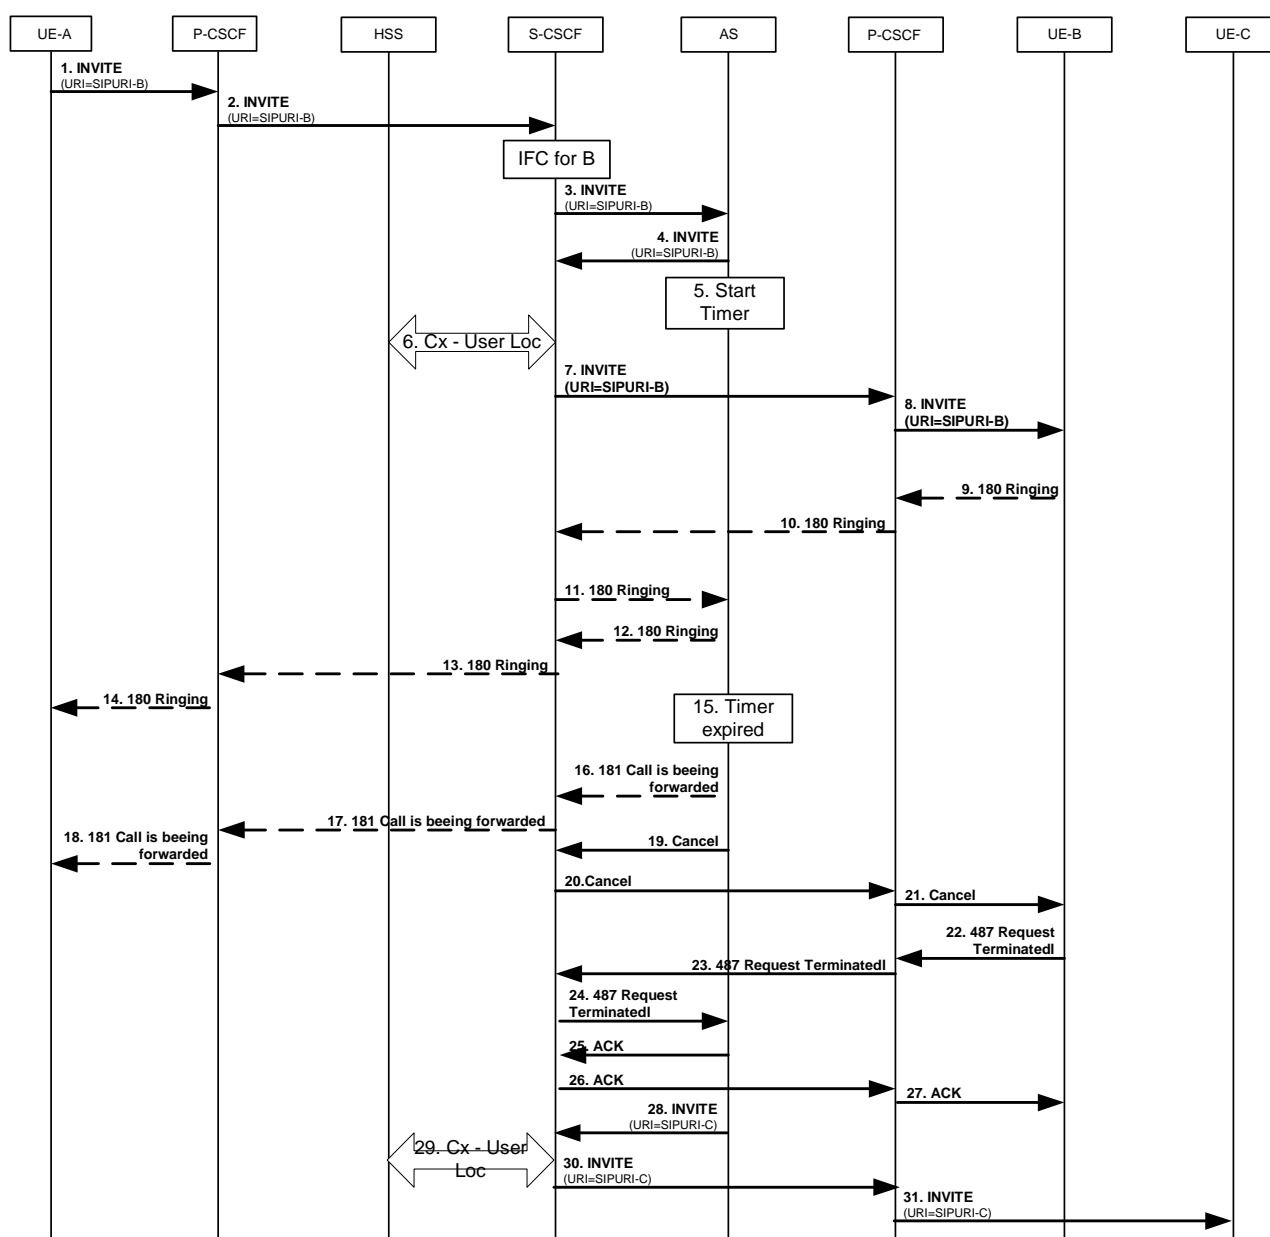 UE-A
P-CSCF
HSS
S-CSCF
AS
P-CSCF
UE-B
UE-C
1. INVITE
(URI=SIPURI-B)
2. INVITE
(URI=SIPURI-B)
IFC for B
3. INVITE
(URI=SIPURI-B)
4. INVITE
(URI=SIPURI-B)
5. Start
Timer
6. Cx - User Loc
7. INVITE
(URI=SIPURI-B)
8. INVITE
(URI=SIPURI-B)
9. 180 Ringing
10. 180 Ringing
11. 180 Ringing
12. 180 Ringing
13. 180 Ringing
14. 180 Ringing
15. Timer
expired
16. 181 Call is beeing
forwarded
17. 181 Call is beeing forwarded
18. 181 Call is beeing
forwarded
19. Cancel
20.Cancel
21. Cancel
22. 487 Request
TerminatedI
23. 487 Request TerminatedI
24. 487 Request
TerminatedI
25. ACK
26. ACK
27. ACK
28. INVITE
(URI=SIPURI-C)
29. Cx - User
Loc
30. INVITE
(URI=SIPURI-C)
31. INVITE
(URI=SIPURI-C)